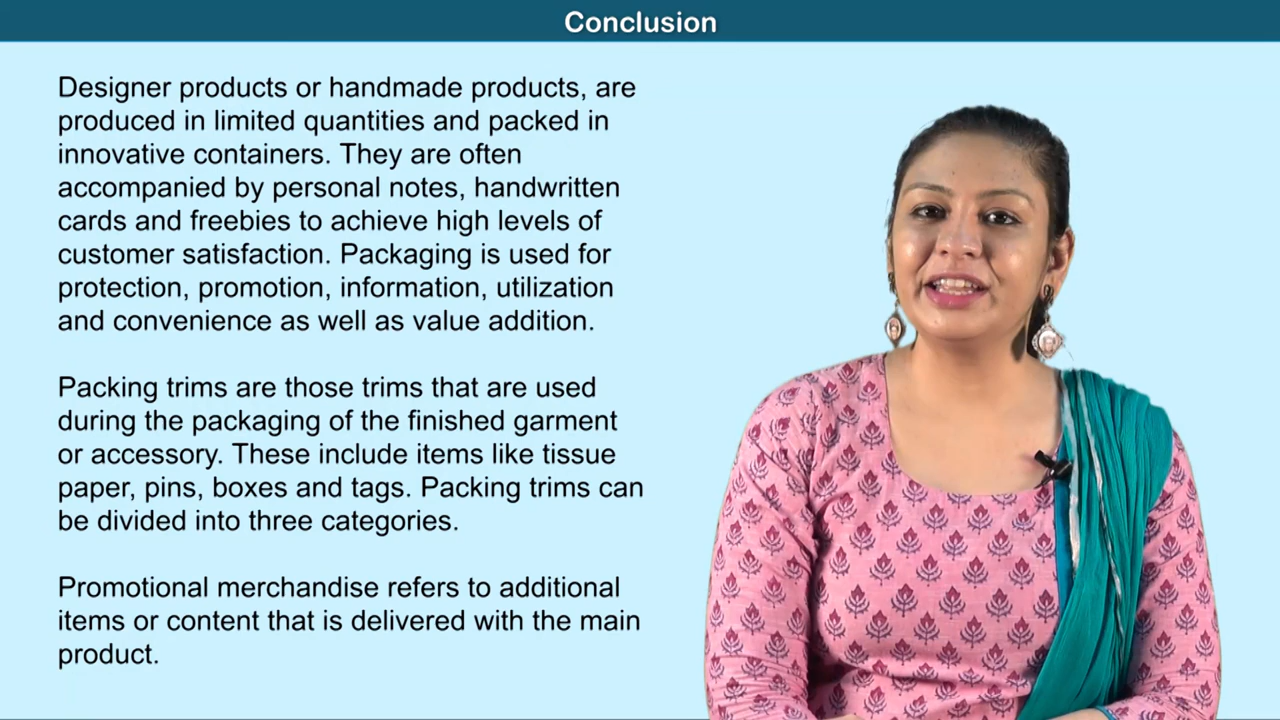 Conclusion
Designer products or handmade products, are
produced in limited quantities and packed in
innovative containers. They are often
accompanied by personal notes, handwritten
cards and freebies to achieve high levels of
customer satisfaction. Packaging is used for
protection, promotion, information, utilization
and convenience as well as value addition.
Packing trims are those trims that are used
during the packaging of the finished garment
or accessory. These include items like tissue
paper, pins, boxes and tags. Packing trims can
be divided into three categories.
Promotional merchandise refers to additional
items or content that is delivered with the main
product.